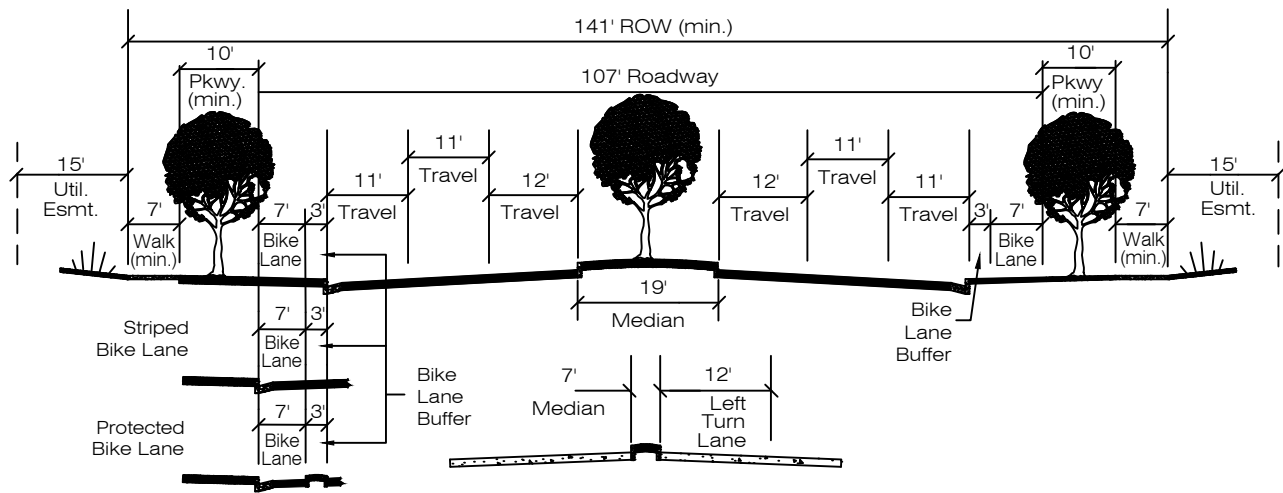 141' ROW (min.)
10'
10'
Pkwy.
(min.)
107' Roadway
Pkwy
(min.)
15'
Util.
Esmt.
11'
Travel
11'
Travel
15'
Util.
Esmt.
7'
Walk
(min.)
7'
3'
Bike
Lane
11'
Travel
12'
Travel
12'
Travel
11'
Travel
3'
7'
Bike
Lane
7'
Walk
(min.)
19'
Median
Bike
Lane
Buffer
Striped
Bike Lane
7'
3'
Bike
Lane
Bike
Lane
Buffer
7'
Median
12'
Left
Turn
Lane
Protected
Bike Lane
7'
3'
Bike
Lane